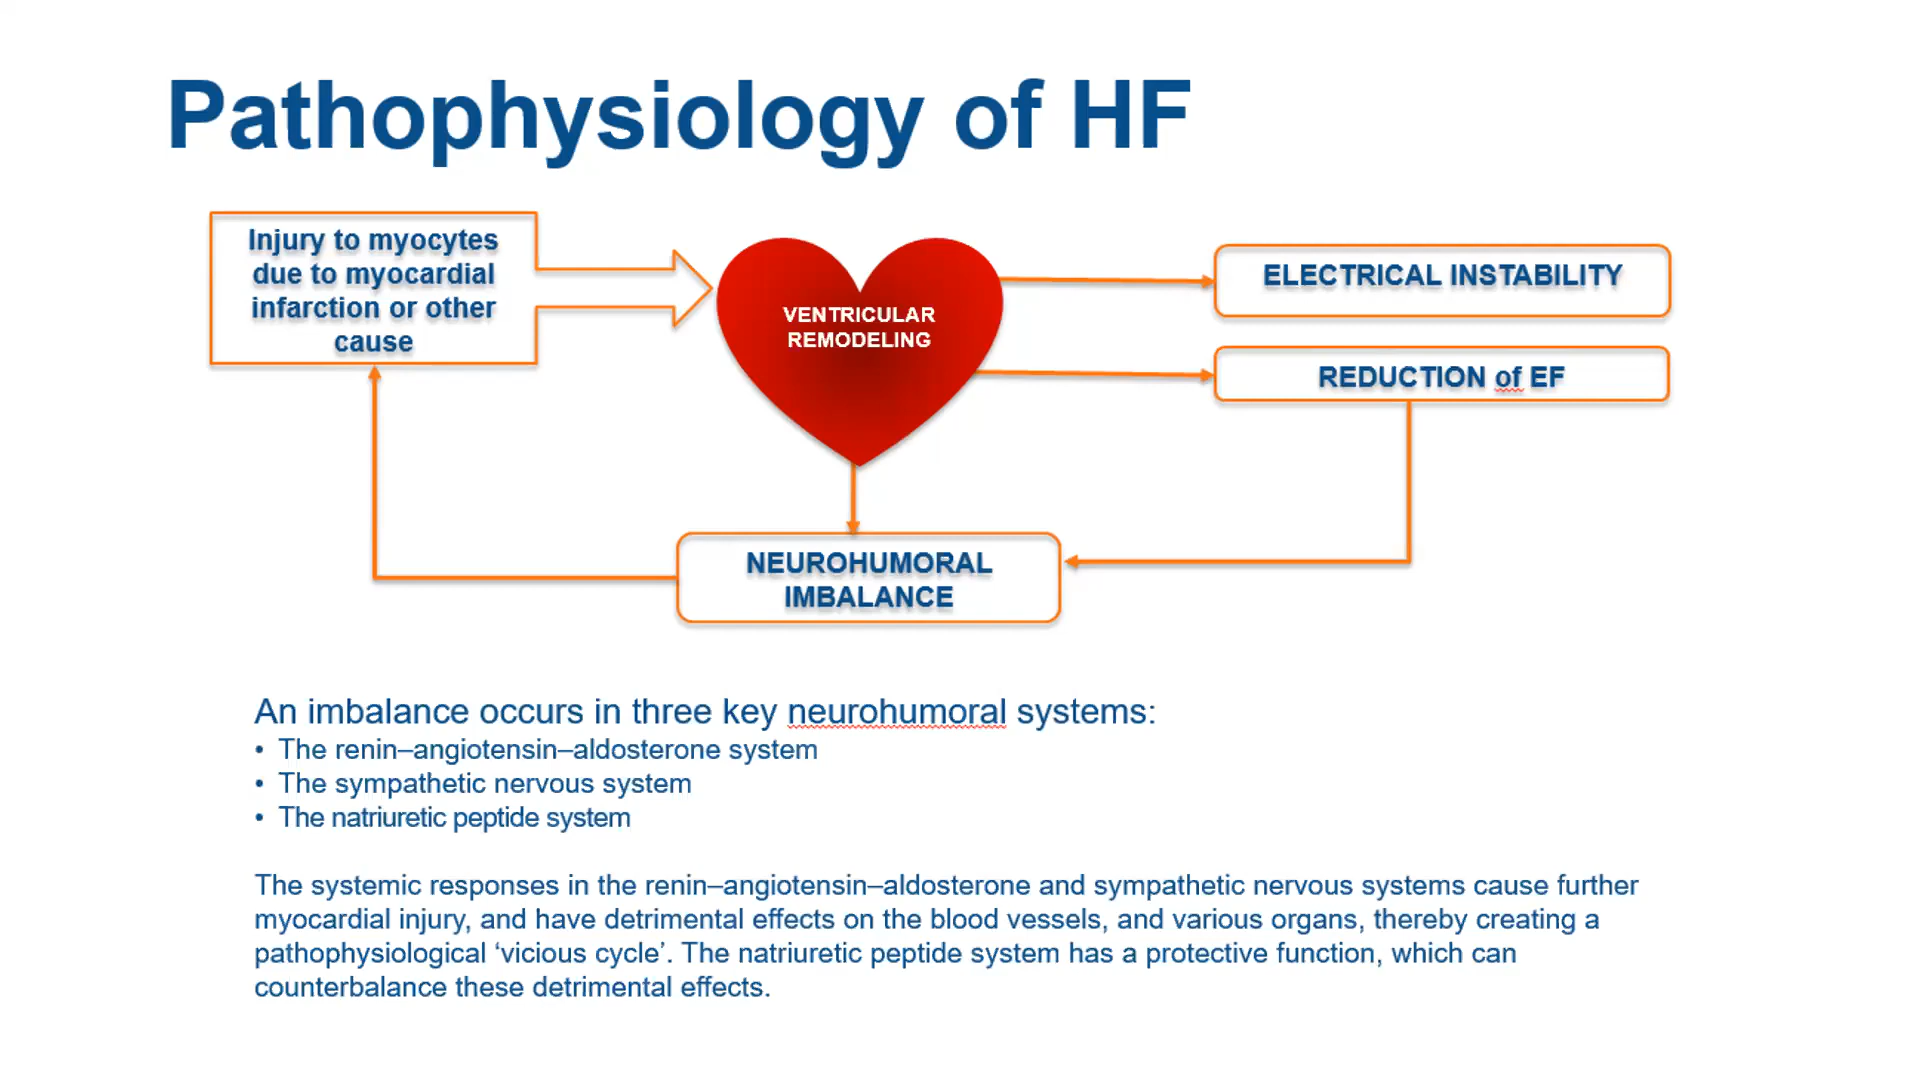 Pathophysiology of HF
Injury to myocytes
due to myocardial
infarction or other
cause
VENTRICULAR
REMODELING
ELECTRICAL INSTABILITY
REDUCTION of EF
NEUROHUMORAL
IMBALANCE
An imbalance occurs in three key neurohumoral systems:
• The renin–angiotensin–aldosterone system
• The sympathetic nervous system
• The natriuretic peptide system
The systemic responses in the renin–angiotensin–aldosterone and sympathetic nervous systems cause further
myocardial injury, and have detrimental effects on the blood vessels, and various organs, thereby creating a
pathophysiological ‘vicious cycle’. The natriuretic peptide system has a protective function, which can
counterbalance these detrimental effects.